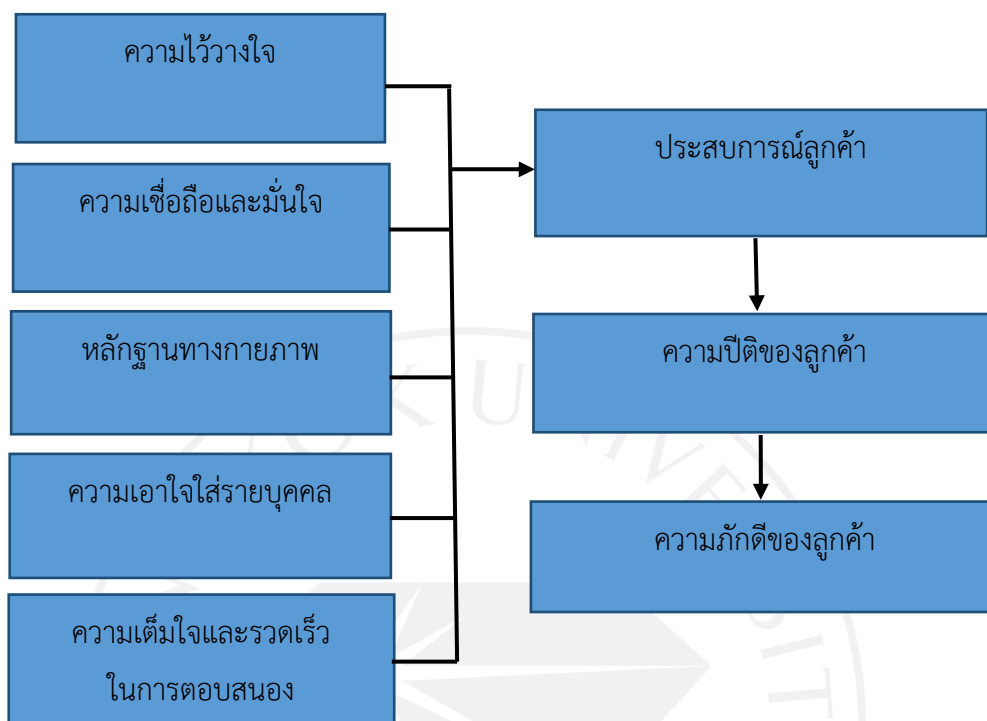 ความไว้วางใจ
ความเชื่อถือและมั่นใจ
หลักฐานทางกายภาพ
ความเอาใจใส่รายบุคคล
ความเต็มใจและรวดเร็ว
ในการตอบสนอง
ประสบการณ์ลูกค้า
ความปีติของลูกค้า
ความภักดีของลูกค้า